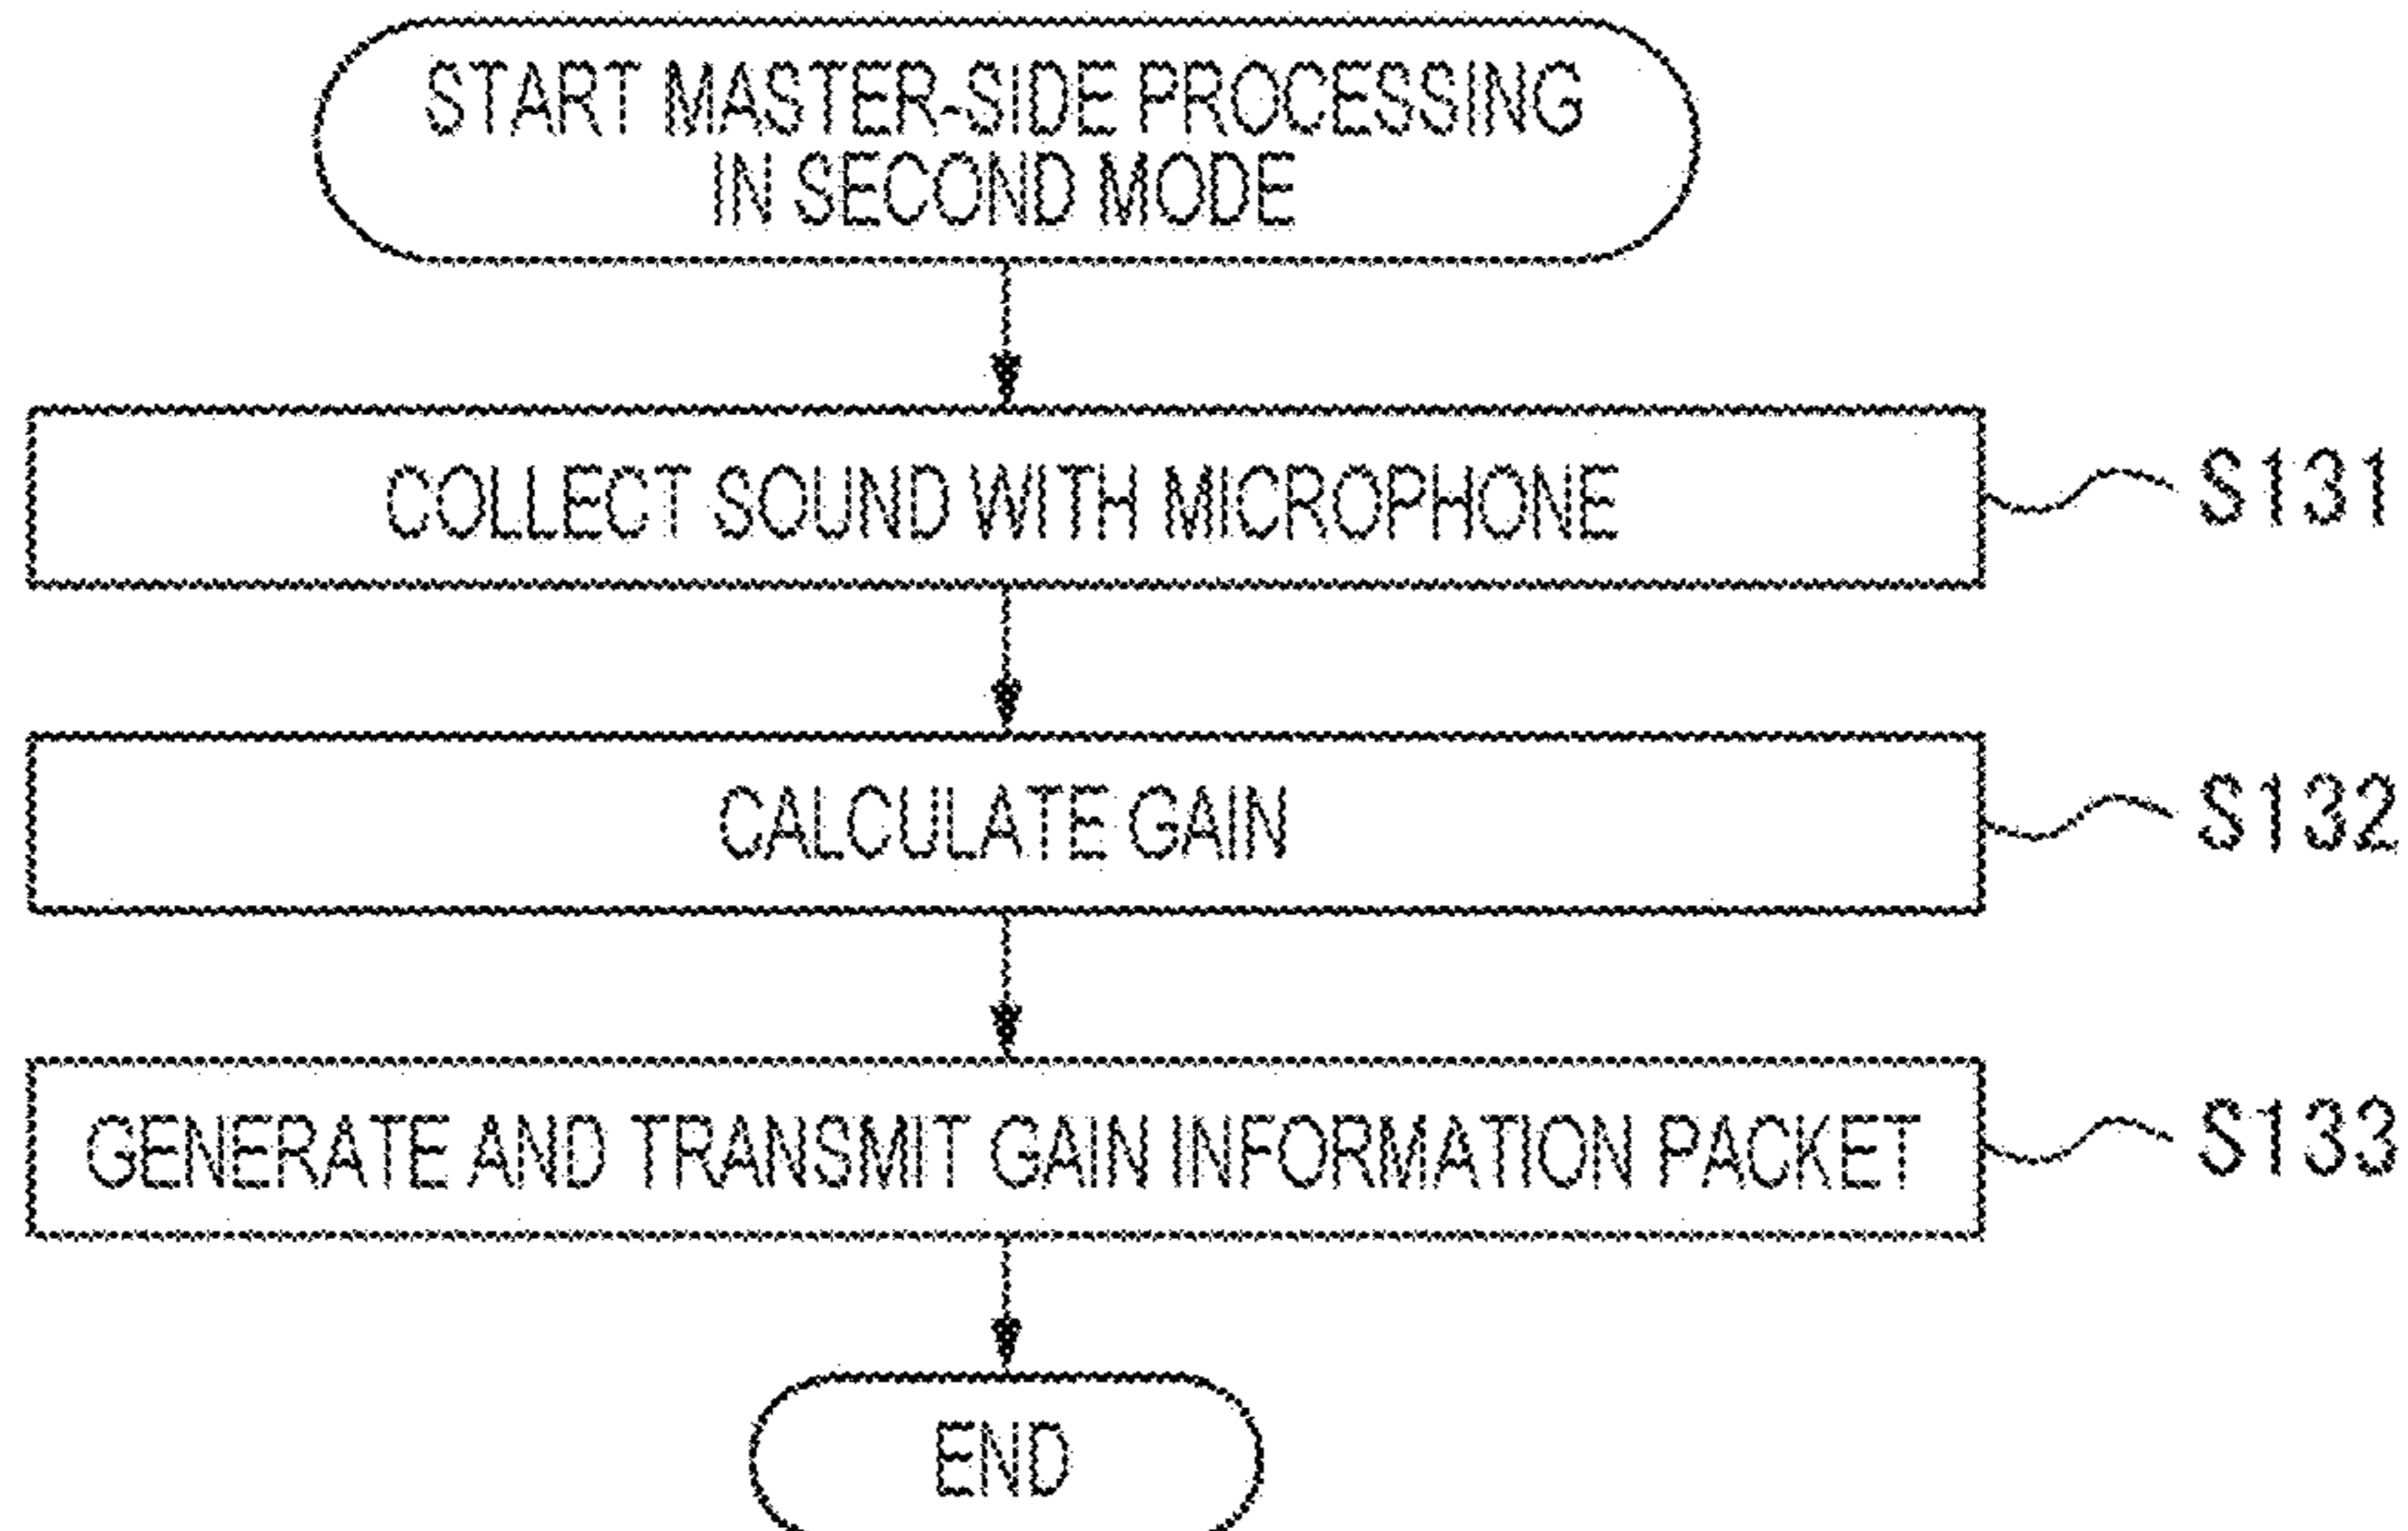 START MASTER-SIDE PROCESSING
IN SECOND MODE
COLLECT SOUND WITH MICROPHONE
S131
CALCULATE GAIN
S132
GENERATE AND TRANSMIT GAIN INFORMATION PACKET
S133
END